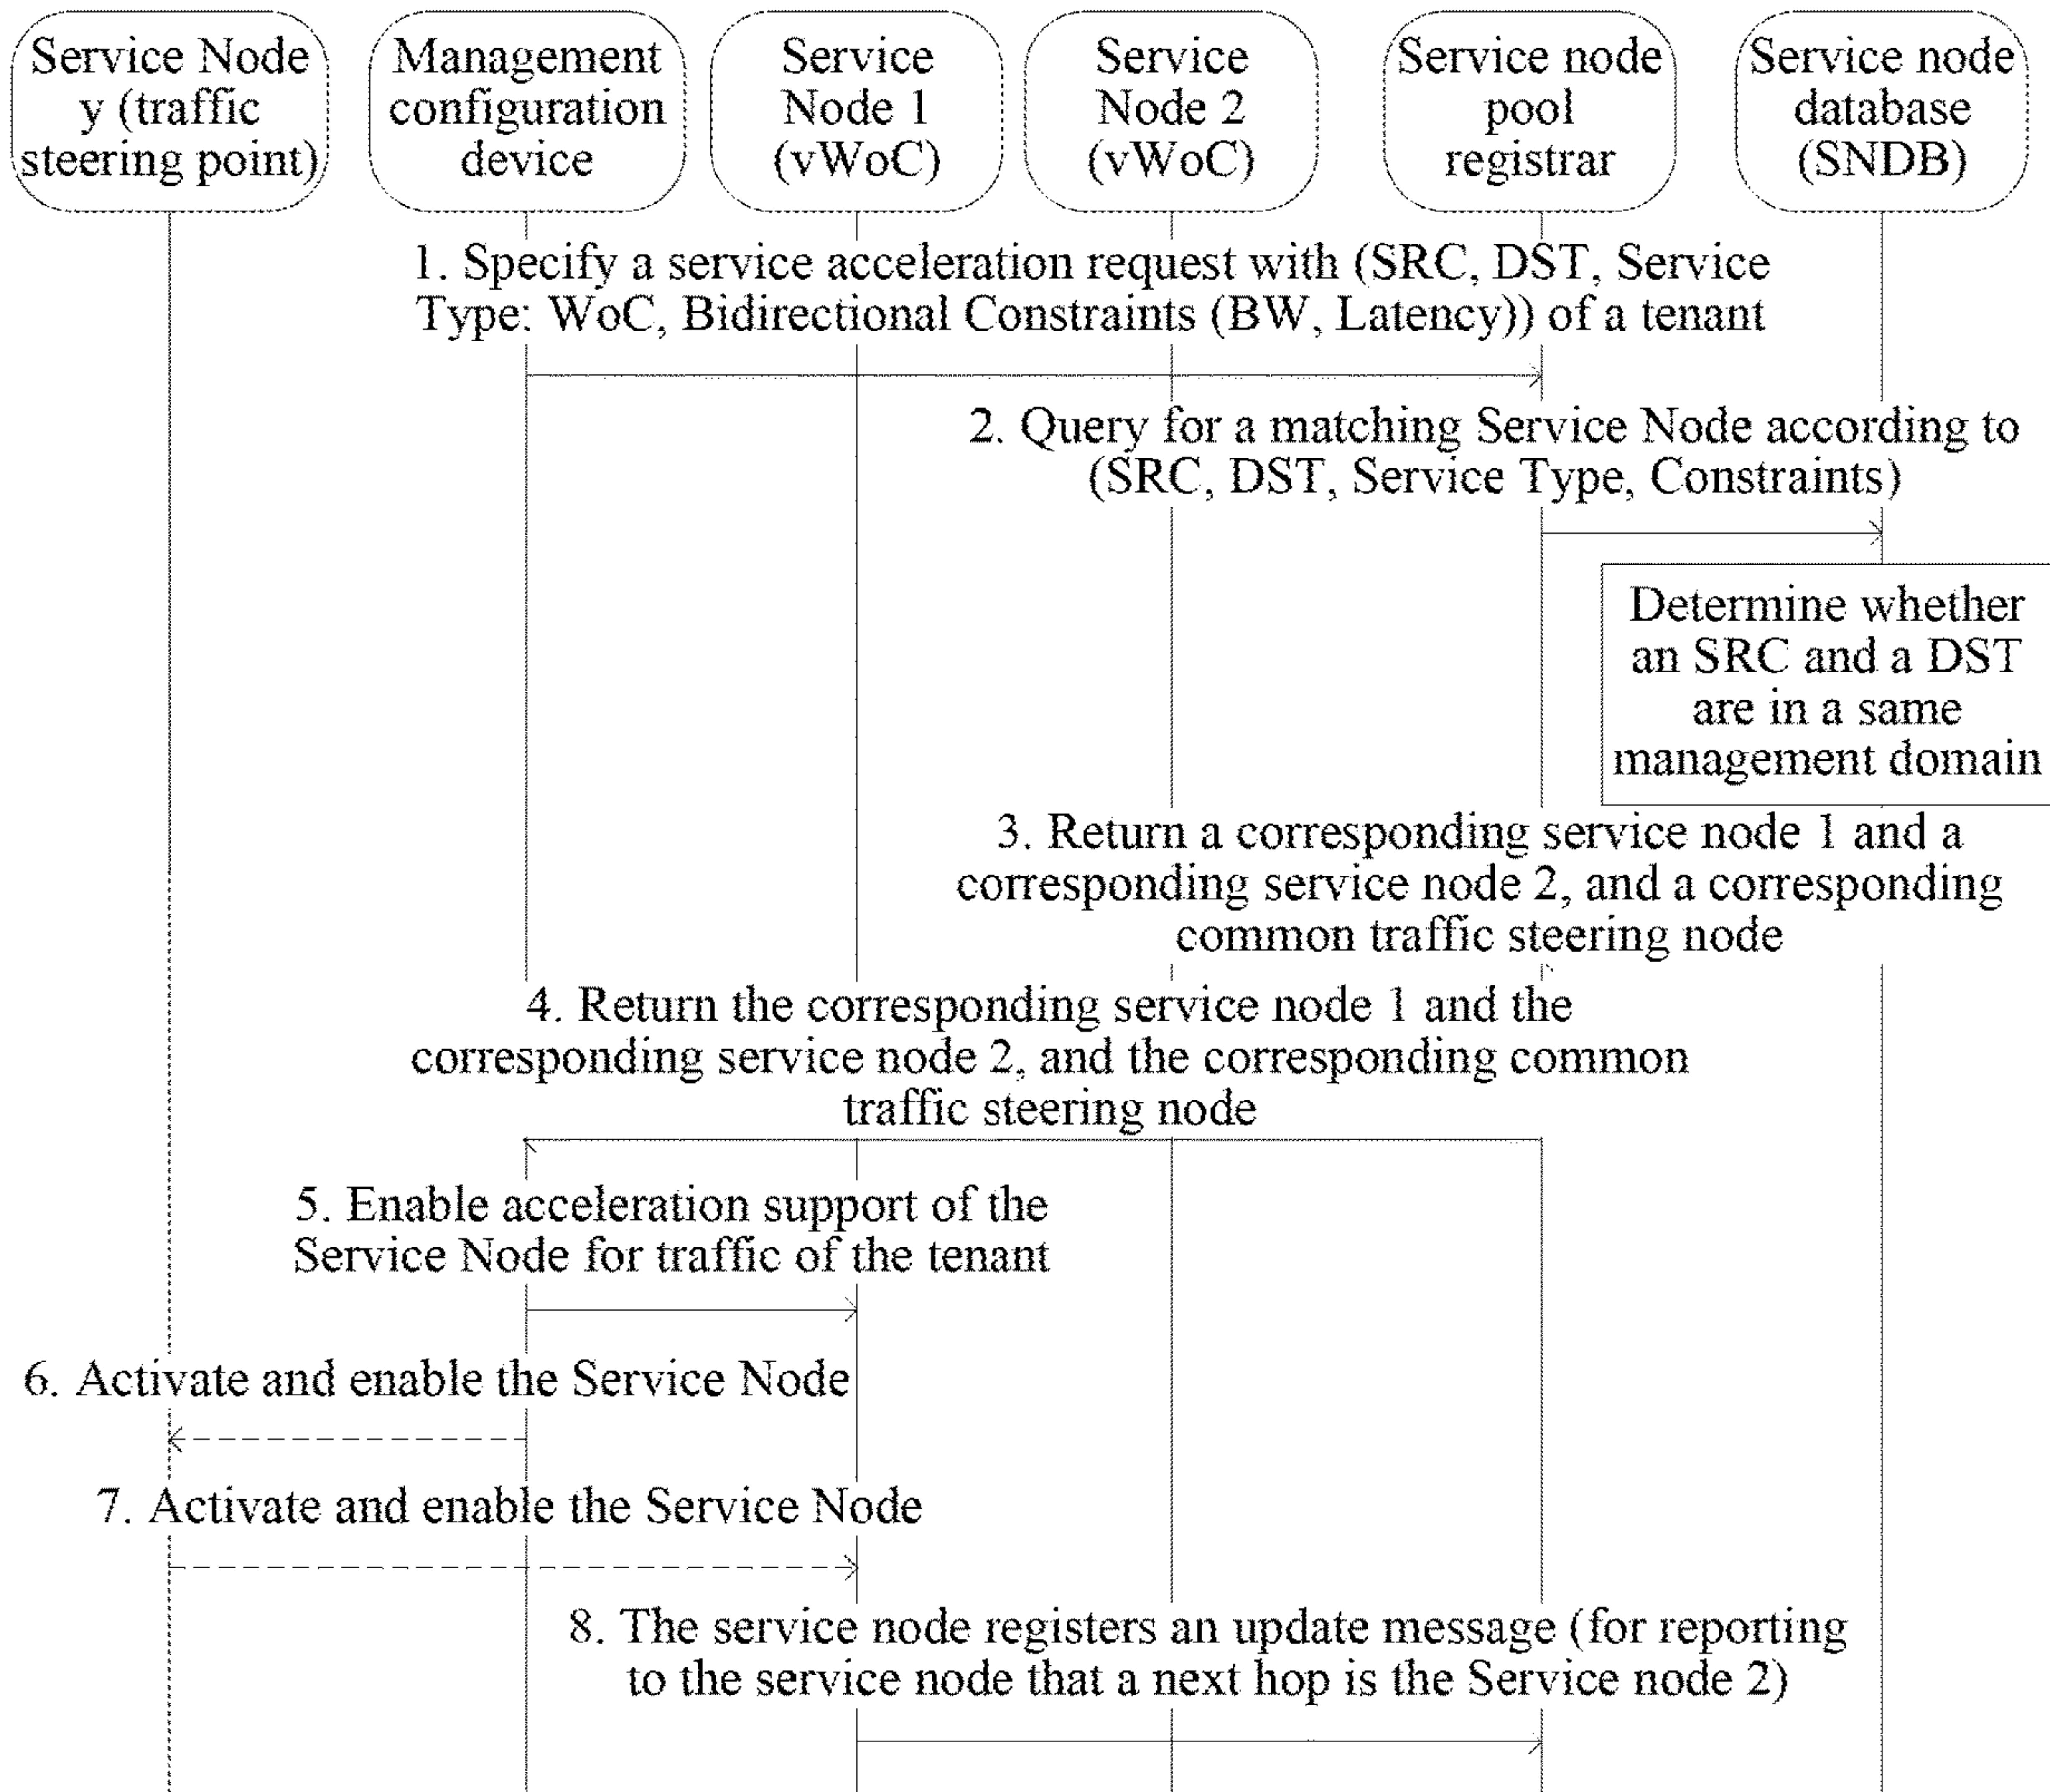 Service Node
y (traffic
steering point)
Management
configuration
device
Service
Node 1
(vWoC)
Service
Node 2
(vWoC)
Service node
pool
registrar
Service node
database
(SNDB)
1. Specify a service acceleration request with (SRC, DST, Service
Type: WoC, Bidirectional Constraints (BW, Latency)) of a tenant
2. Query for a matching Service Node according to
(SRC, DST, Service Type, Constraints)
Determine whether
an SRC and a DST
are in a same
management domain
3. Return a corresponding service node 1 and a
corresponding service node 2, and a corresponding
common traffic steering node
4. Return the corresponding service node 1 and the
corresponding service node 2, and the corresponding common
traffic steering node
5. Enable acceleration support of the
Service Node for traffic of the tenant
6. Activate and enable the Service Node
7. Activate and enable the Service Node
8. The service node registers an update message (for reporting
to the service node that a next hop is the Service node 2)